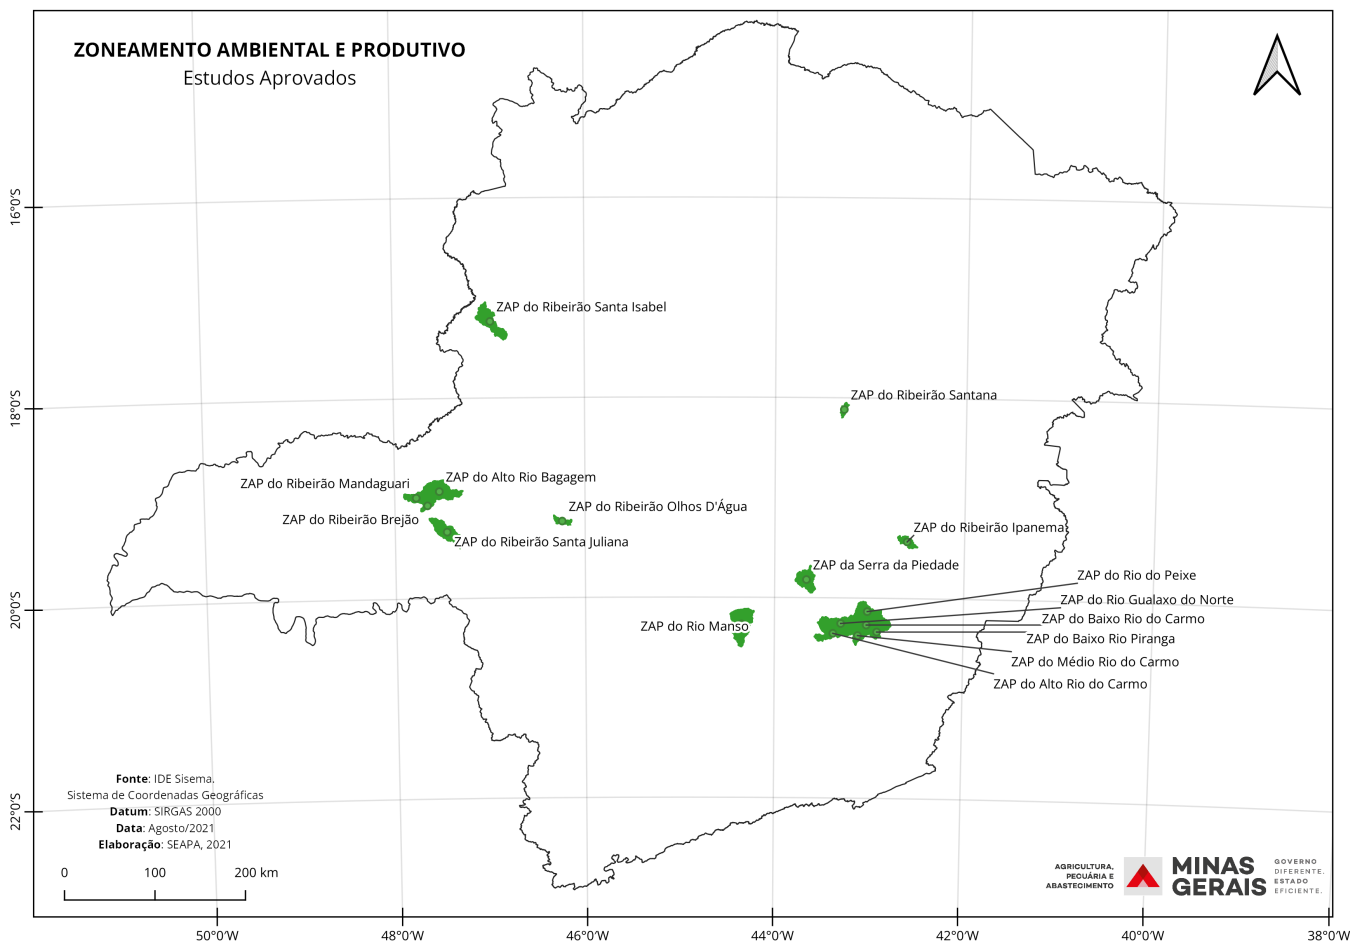 ZONEAMENTO AMBIENTAL E PRODUTIVO
Estudos Aprovados
16°0'S
18°0'S
20°0'S
22°0'S
ZAP do Ribeirão Santa Isabel
ZAP do Ribeirão Santana
ZAP do Ribeirão Mandaguari
ZAP do Alto Rio Bagagem
ZAP do Ribeirão Olhos D'Água
ZAP do Ribeirão Brejão
ZAP do Ribeirão Santa Juliana
ZAP do Ribeirão Ipanema
ZAP da Serra da Piedade
ZAP do Rio do Peixe
ZAP do Rio Gualaxo do Norte
ZAP do Baixo Rio do Carmo
ZAP do Rio Manso
ZAP do Baixo Rio Piranga
ZAP do Médio Rio do Carmo
ZAP do Alto Rio do Carmo
Fonte: IDE Sisema.
Sistema de Coordenadas Geográficas
Datum: SIRGAS 2000
Data: Agosto/2021
Elaboração: SEAPA, 2021
0 100 200 km
AGRICULTURA,
PECUÁRIA E
ABASTECIMENTO
MINAS
GERAIS
GOVERNO
DIFERENTE.
ESTADO
EFICIENTE.
50°0'W 48°0'W 46°0'W 44°0'W 42°0'W 40°0'W 38°0'W